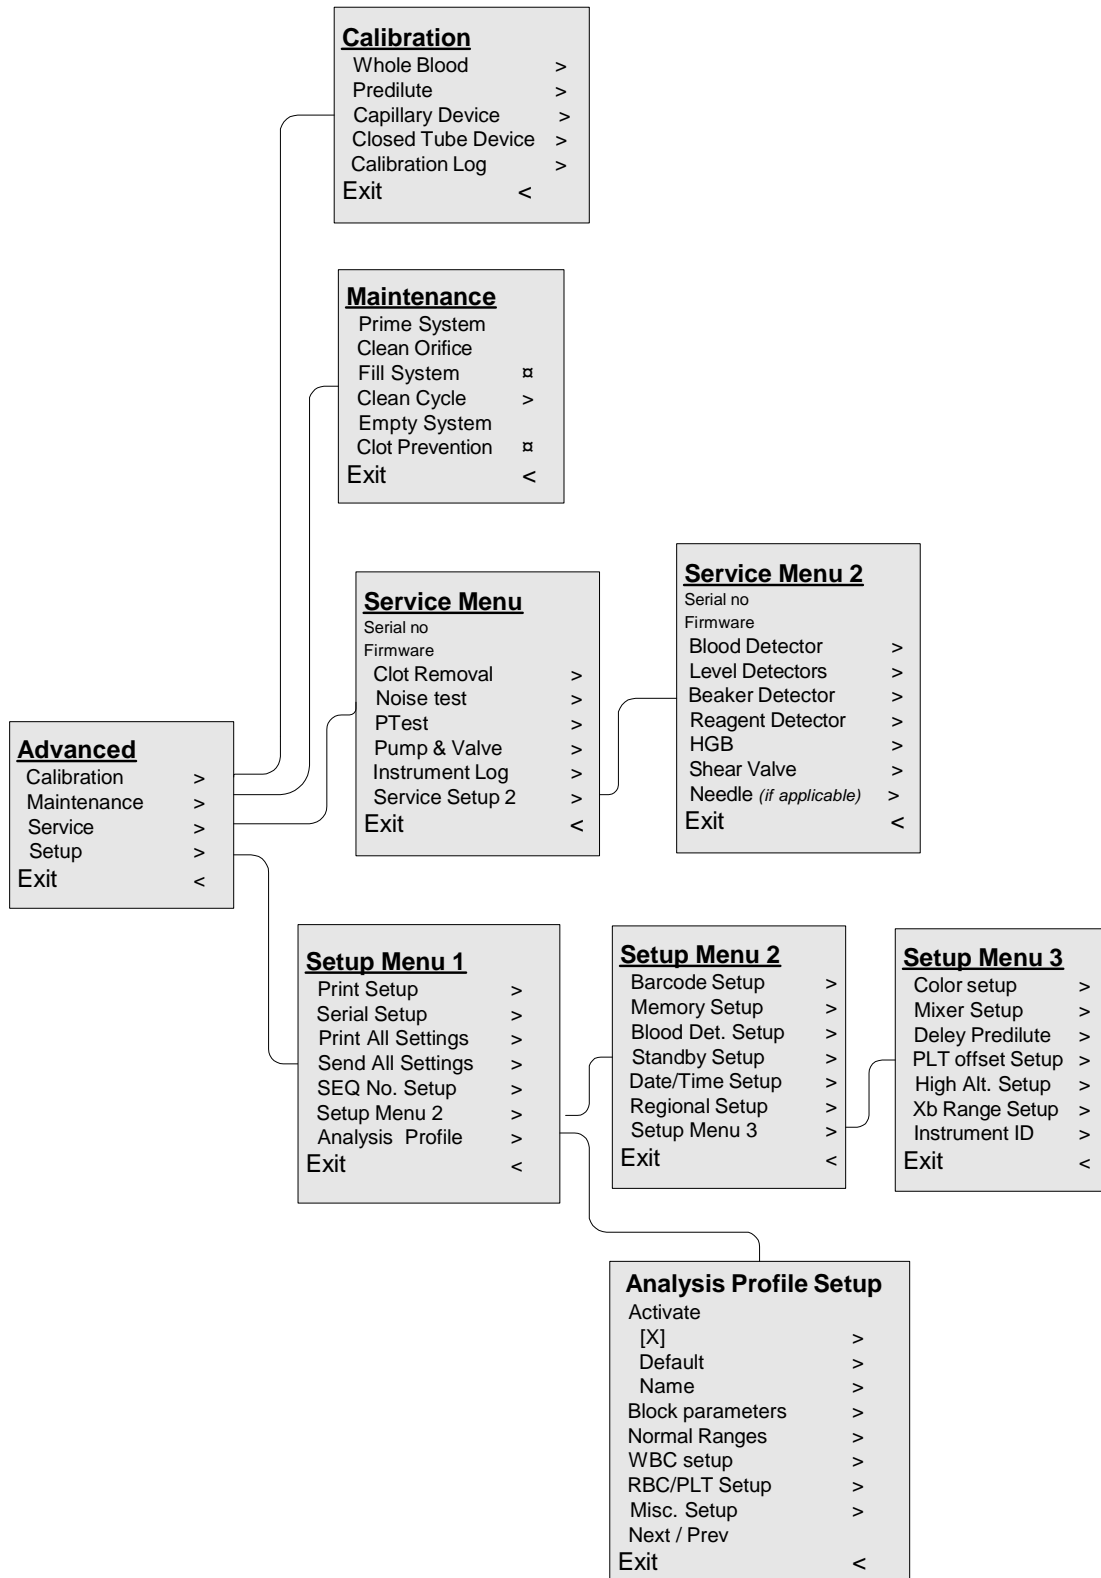 Calibration
Whole Blood >
Predilute >
Capillary Device >
Closed Tube Device >
Calibration Log >
Exit <
Maintenance
Prime System
Clean Orifice
Fill System ¤
Clean Cycle >
Empty System
Clot Prevention ¤
Exit <
Service Menu
Serial no
Firmware
Clot Removal >
Noise test >
PTest >
Pump & Valve >
Instrument Log >
Service Setup 2 >
Exit <
Service Menu 2
Serial no
Firmware
Blood Detector >
Level Detectors >
Beaker Detector >
Reagent Detector >
HGB >
Shear Valve >
Needle (if applicable) >
Exit <
Advanced
Calibration >
Maintenance >
Service >
Setup >
Exit <
Setup Menu 1
Print Setup >
Serial Setup >
Print All Settings >
Send All Settings >
SEQ No. Setup >
Setup Menu 2 >
Analysis Profile >
Exit <
Setup Menu 2
Barcode Setup >
Memory Setup >
Blood Det. Setup >
Standby Setup >
Date/Time Setup >
Regional Setup >
Setup Menu 3 >
Exit <
Setup Menu 3
Color setup >
Mixer Setup >
Deley Predilute >
PLT offset Setup >
High Alt. Setup >
Xb Range Setup >
Instrument ID >
Exit <
Analysis Profile Setup
Activate
[X] >
Default >
Name >
Block parameters >
Normal Ranges >
WBC setup >
RBC/PLT Setup >
Misc. Setup >
Next / Prev
Exit <